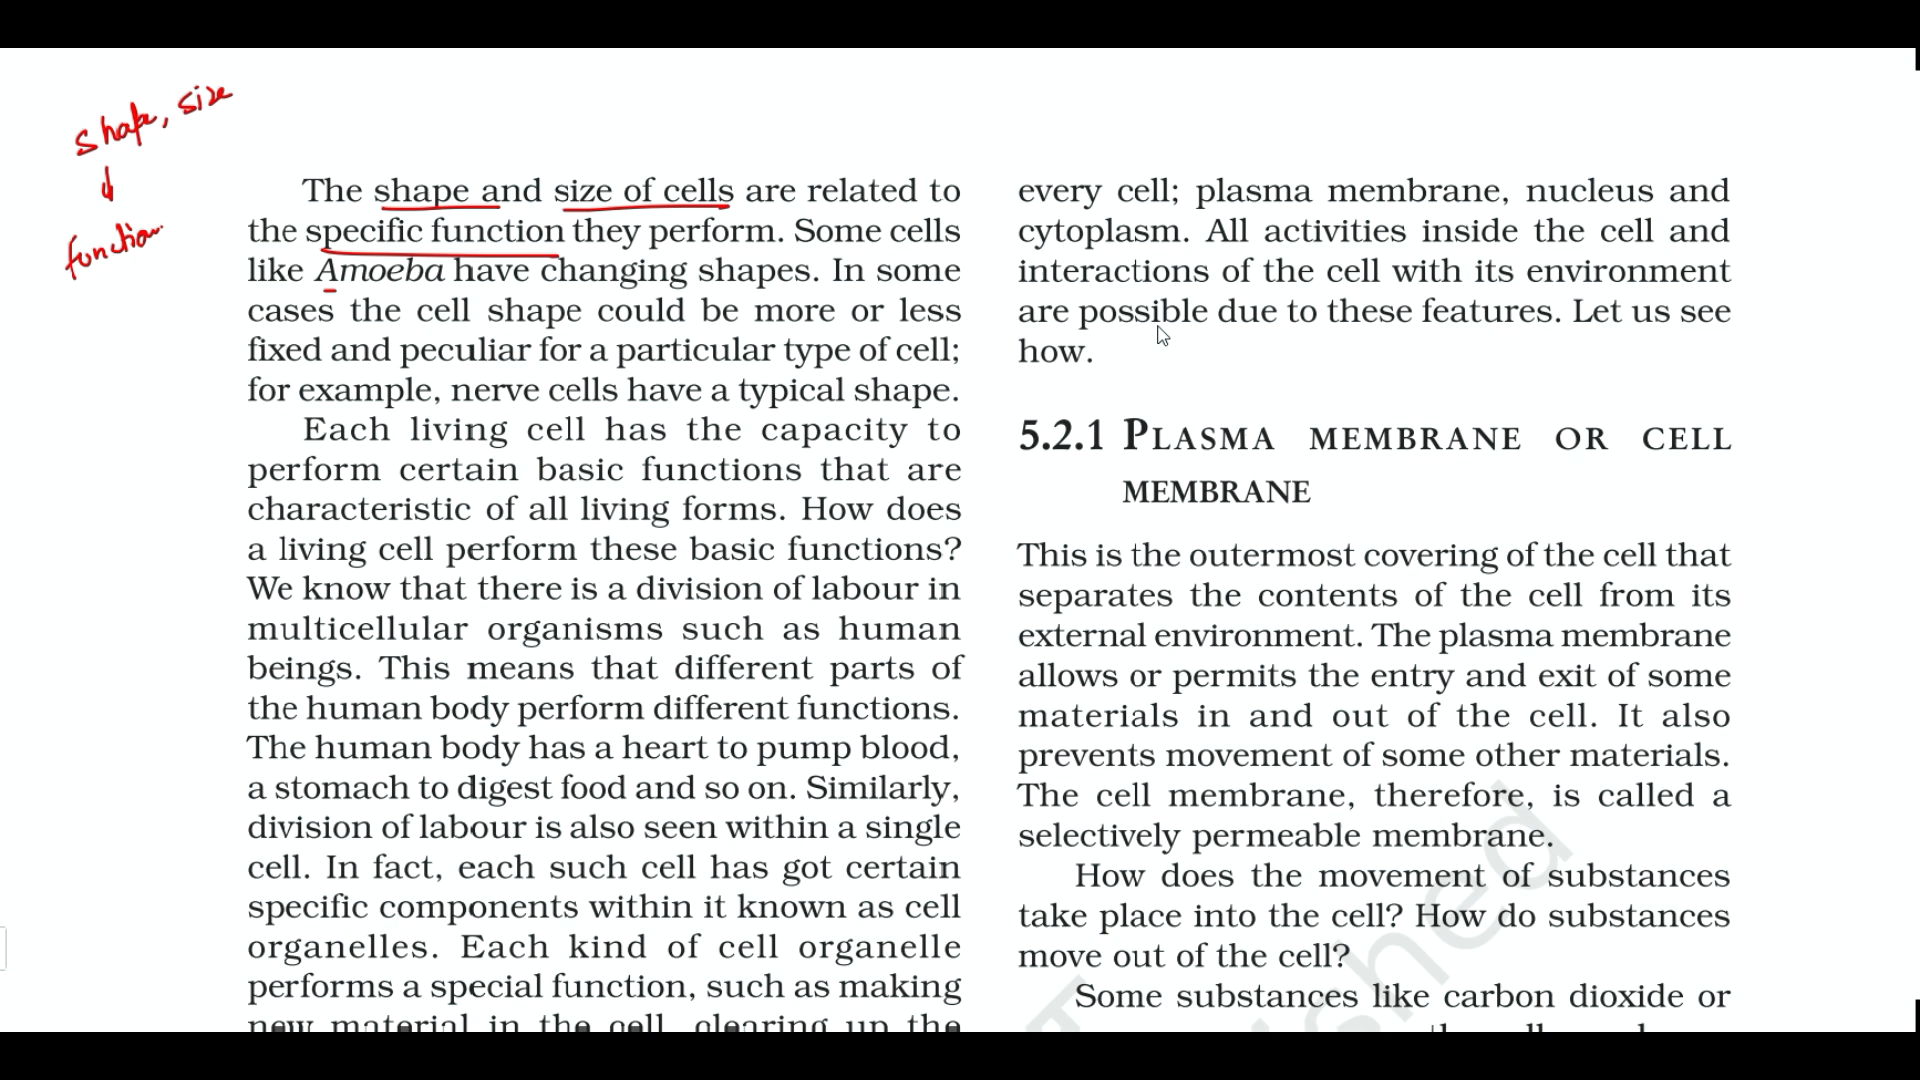 shape, size
↓
function
The shape and size of cells are related to
the specific function they perform. Some cells
like Amoeba have changing shapes. In some
cases the cell shape could be more or less
fixed and peculiar for a particular type of cell;
for example, nerve cells have a typical shape.
Each living cell has the capacity to
perform certain basic functions that are
characteristic of all living forms. How does
a living cell perform these basic functions?
We know that there is a division of labour in
multicellular organisms such as human
beings. This means that different parts of
the human body perform different functions.
The human body has a heart to pump blood,
a stomach to digest food and so on. Similarly,
division of labour is also seen within a single
cell. In fact, each such cell has got certain
specific components within it known as cell
organelles. Each kind of cell organelle
performs a special function, such as making
new material in the cell, clearing up the
every cell; plasma membrane, nucleus and
cytoplasm. All activities inside the cell and
interactions of the cell with its environment
are possible due to these features. Let us see
how.
5.2.1 PLASMA MEMBRANE OR CELL
MEMBRANE
This is the outermost covering of the cell that
separates the contents of the cell from its
external environment. The plasma membrane
allows or permits the entry and exit of some
materials in and out of the cell. It also
prevents movement of some other materials.
The cell membrane, therefore, is called a
selectively permeable membrane.
How does the movement of substances
take place into the cell? How do substances
move out of the cell?
Some substances like carbon dioxide or